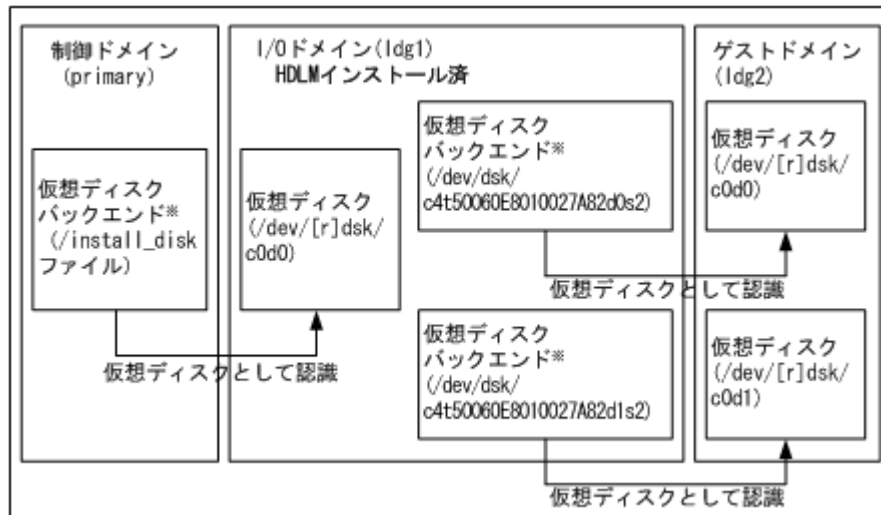 制御ドメイン
(primary)
仮想ディスク
バックエンド※
(/install_disk
ファイル)
I/Oドメイン(ldg1)
HDLMインストール済
仮想ディスク
(/dev/[r]dsk/
c0d0)
仮想ディスクとして認識
仮想ディスク
バックエンド※
(/dev/dsk/
c4t50060E8010027A82d0s2)
仮想ディスク
バックエンド※
(/dev/dsk/
c4t50060E8010027A82d1s2)
ゲストドメイン
(ldg2)
仮想ディスク
(/dev/[r]dsk/
c0d0)
仮想ディスクとして認識
仮想ディスク
(/dev/[r]dsk/
c0d1)
仮想ディスクとして認識